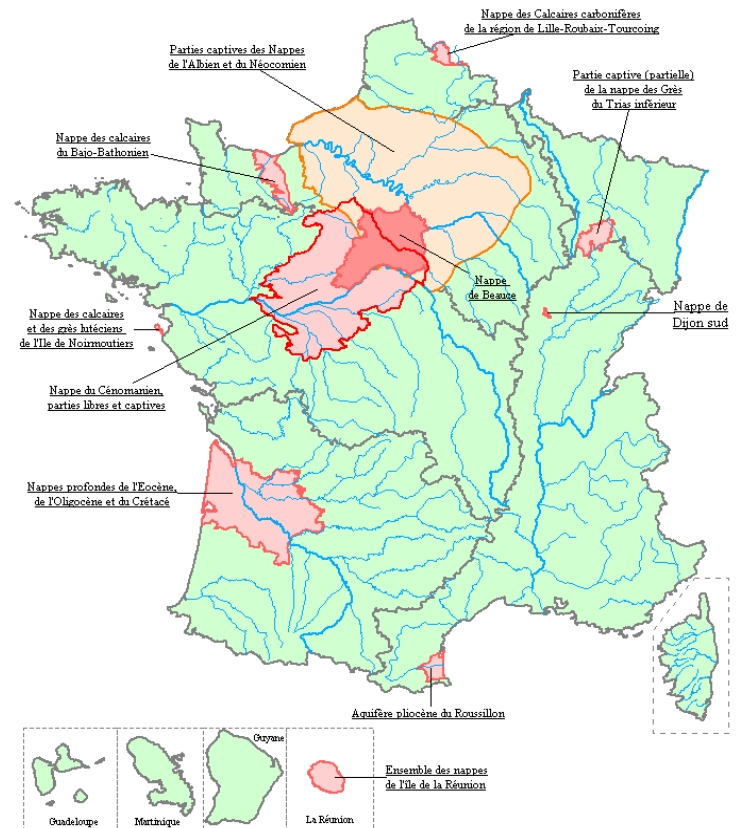 Nappe des Calcaires carbonifères
de la région de Lille-Roubaix-Tourcoing
Parties captives des Nappes
de l'Albien et du Néocomien
Partie captive (partielle)
de la nappe des Grès
du Trias inférieur
Nappe des calcaires
du Bajo-Bathonien
Nappe
de Beauce
Nappe de
Dijon sud
Nappe des calcaires
et des grès lutéciens
de l'Ile de Noirmoutiers
Nappe du Cénomanien,
parties libres et captives
Nappes profondes de l'Eocène,
de l'Oligocène et du Crétacé
Aquifère pliocène du Roussillon
Guyane
Ensemble des nappes
de l'île de la Réunion
Guadeloupe
Martinique
La Réunion